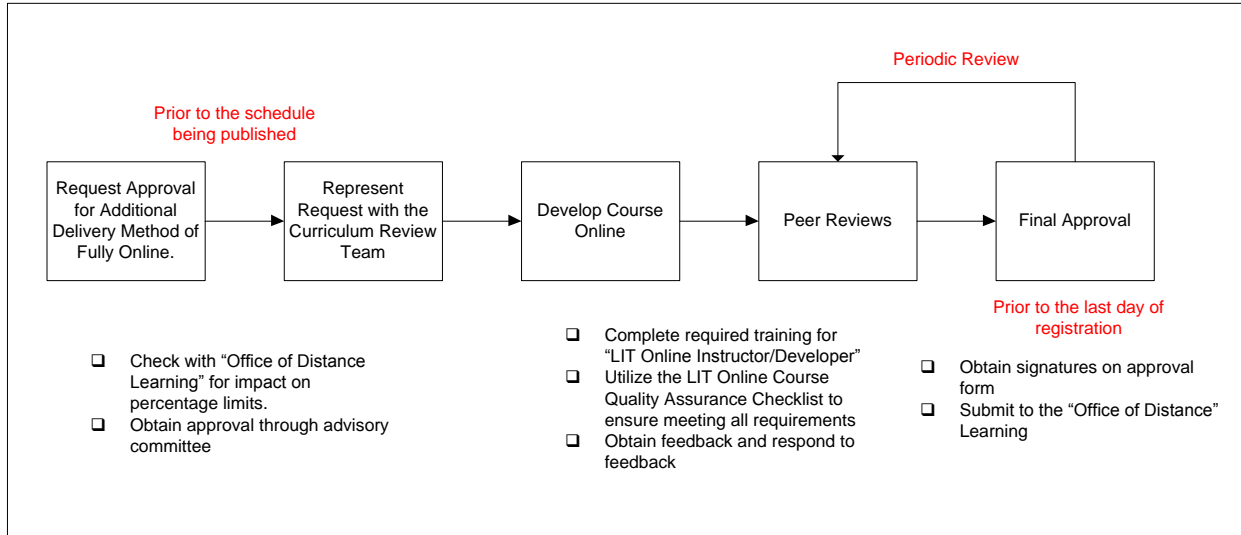 Periodic Review
Prior to the schedule
being published
Request Approval
for Additional
Delivery Method of
Fully Online.
Represent
Request with the
Curriculum Review
Team
Develop Course
Online
Peer Reviews
Final Approval
Prior to the last day of
registration
Check with “Office of Distance
Learning” for impact on
percentage limits.
Obtain approval through advisory
committee
Complete required training for
“LIT Online Instructor/Developer”
Utilize the LIT Online Course
Quality Assurance Checklist to
ensure meeting all requirements
Obtain feedback and respond to
feedback
Obtain signatures on approval
form
Submit to the “Office of Distance”
Learning